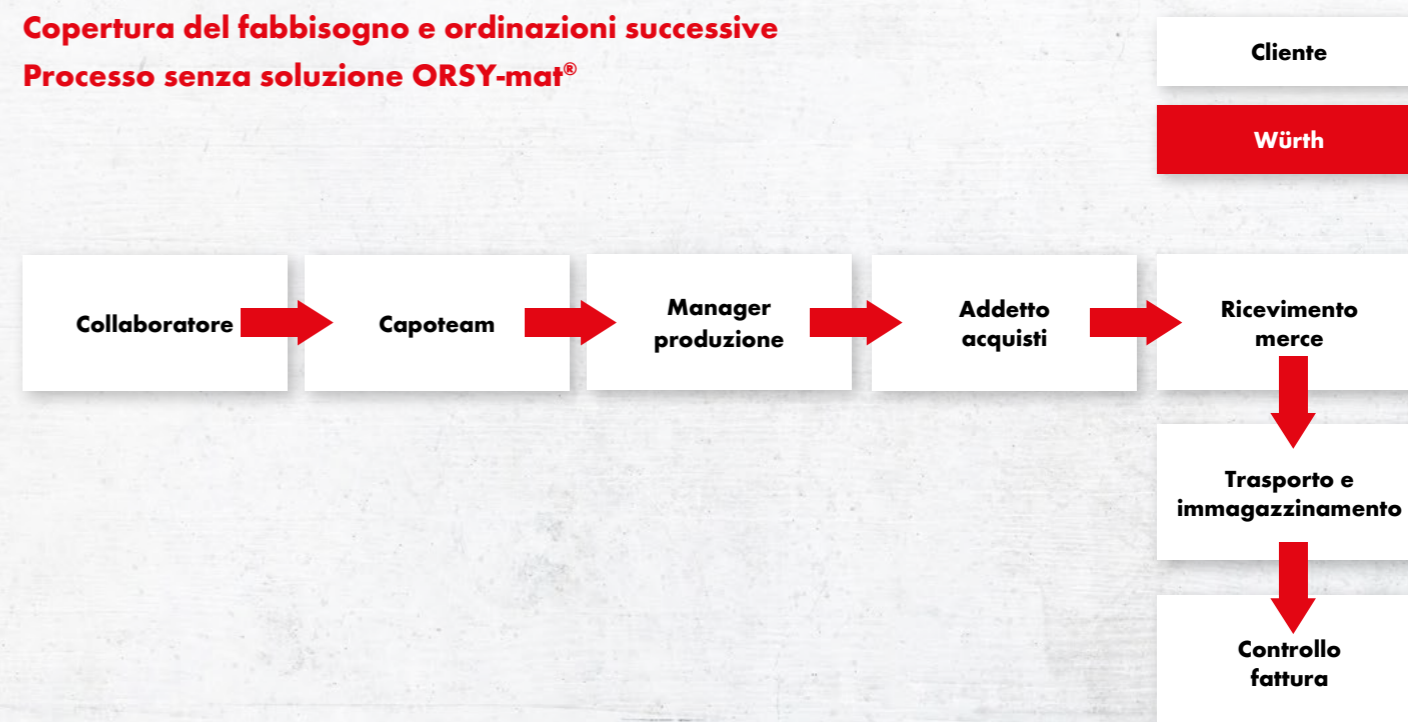 Copertura del fabbisogno e ordinazioni successive
Processo senza soluzione ORSY-mat®
Cliente
Würth
Collaboratore
Capoteam
Manager
produzione
Addetto
acquisti
Ricevimento
merce
Trasporto e
immagazzinamento
Controllo
fattura